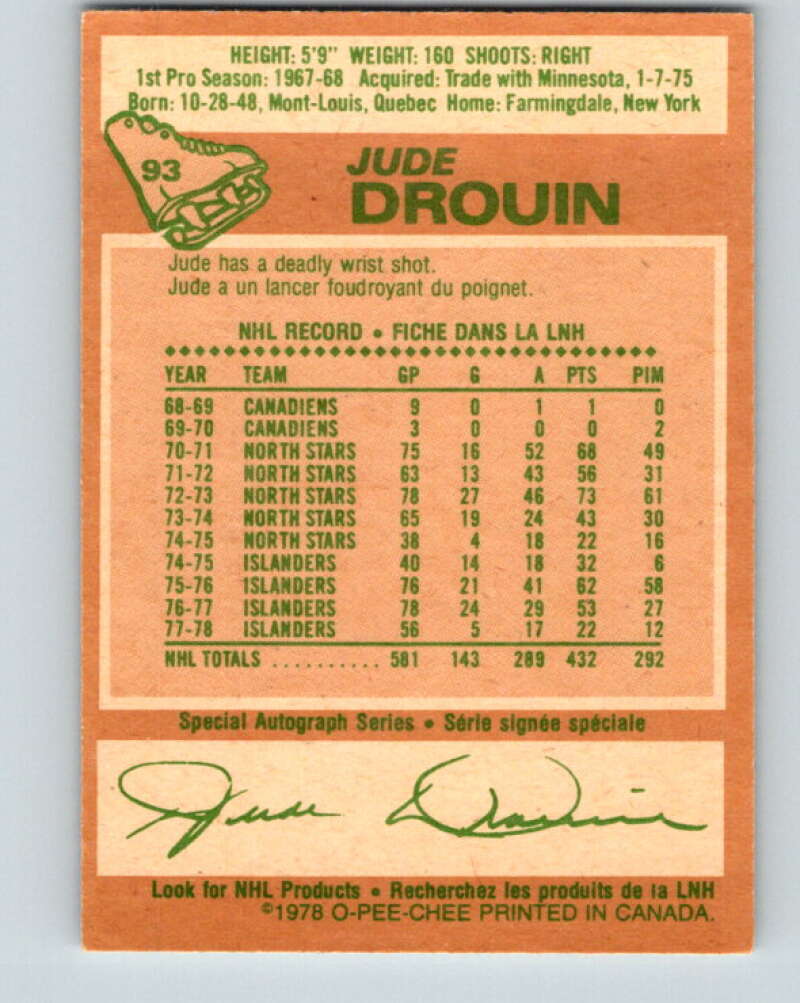 HEIGHT: 5'9" WEIGHT: 160 SHOOTS: RIGHT
1st Pro Season: 1967-68 Acquired: Trade with Minnesota, 1-7-75
Born: 10-28-48, Mont-Louis, Quebec Home: Farmingdale, New York
93
JUDE
DROUIN
Jude has a deadly wrist shot.
Jude a un lancer foudroyant du poignet.
NHL RECORD • FICHE DANS LA LNH
YEAR TEAM GP G A PTS PIM
68-69 CANADIENS 9 0 1 1 0
69-70 CANADIENS 3 0 0 0 2
70-71 NORTH STARS 75 16 52 68 49
71-72 NORTH STARS 63 13 43 56 31
72-73 NORTH STARS 78 27 46 73 61
73-74 NORTH STARS 65 19 24 43 30
74-75 NORTH STARS 38 4 18 22 16
74-75 ISLANDERS 40 14 18 32 6
75-76 ISLANDERS 76 21 41 62 58
76-77 ISLANDERS 78 24 29 53 27
77-78 ISLANDERS 56 5 17 22 12
NHL TOTALS .......... 581 143 289 432 292
Special Autograph Series • Série signée spéciale
Jude Drouin
Look for NHL Products • Recherchez les produits de la LNH
©1978 O-PEE-CHEE PRINTED IN CANADA.